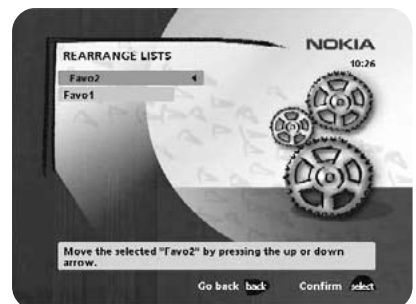 NOKIA
REARRANGE LISTS
10:26
Favo2
Favo1
Move the selected "Favo2" by pressing the up or down
arrow.
Go back back Confirm select